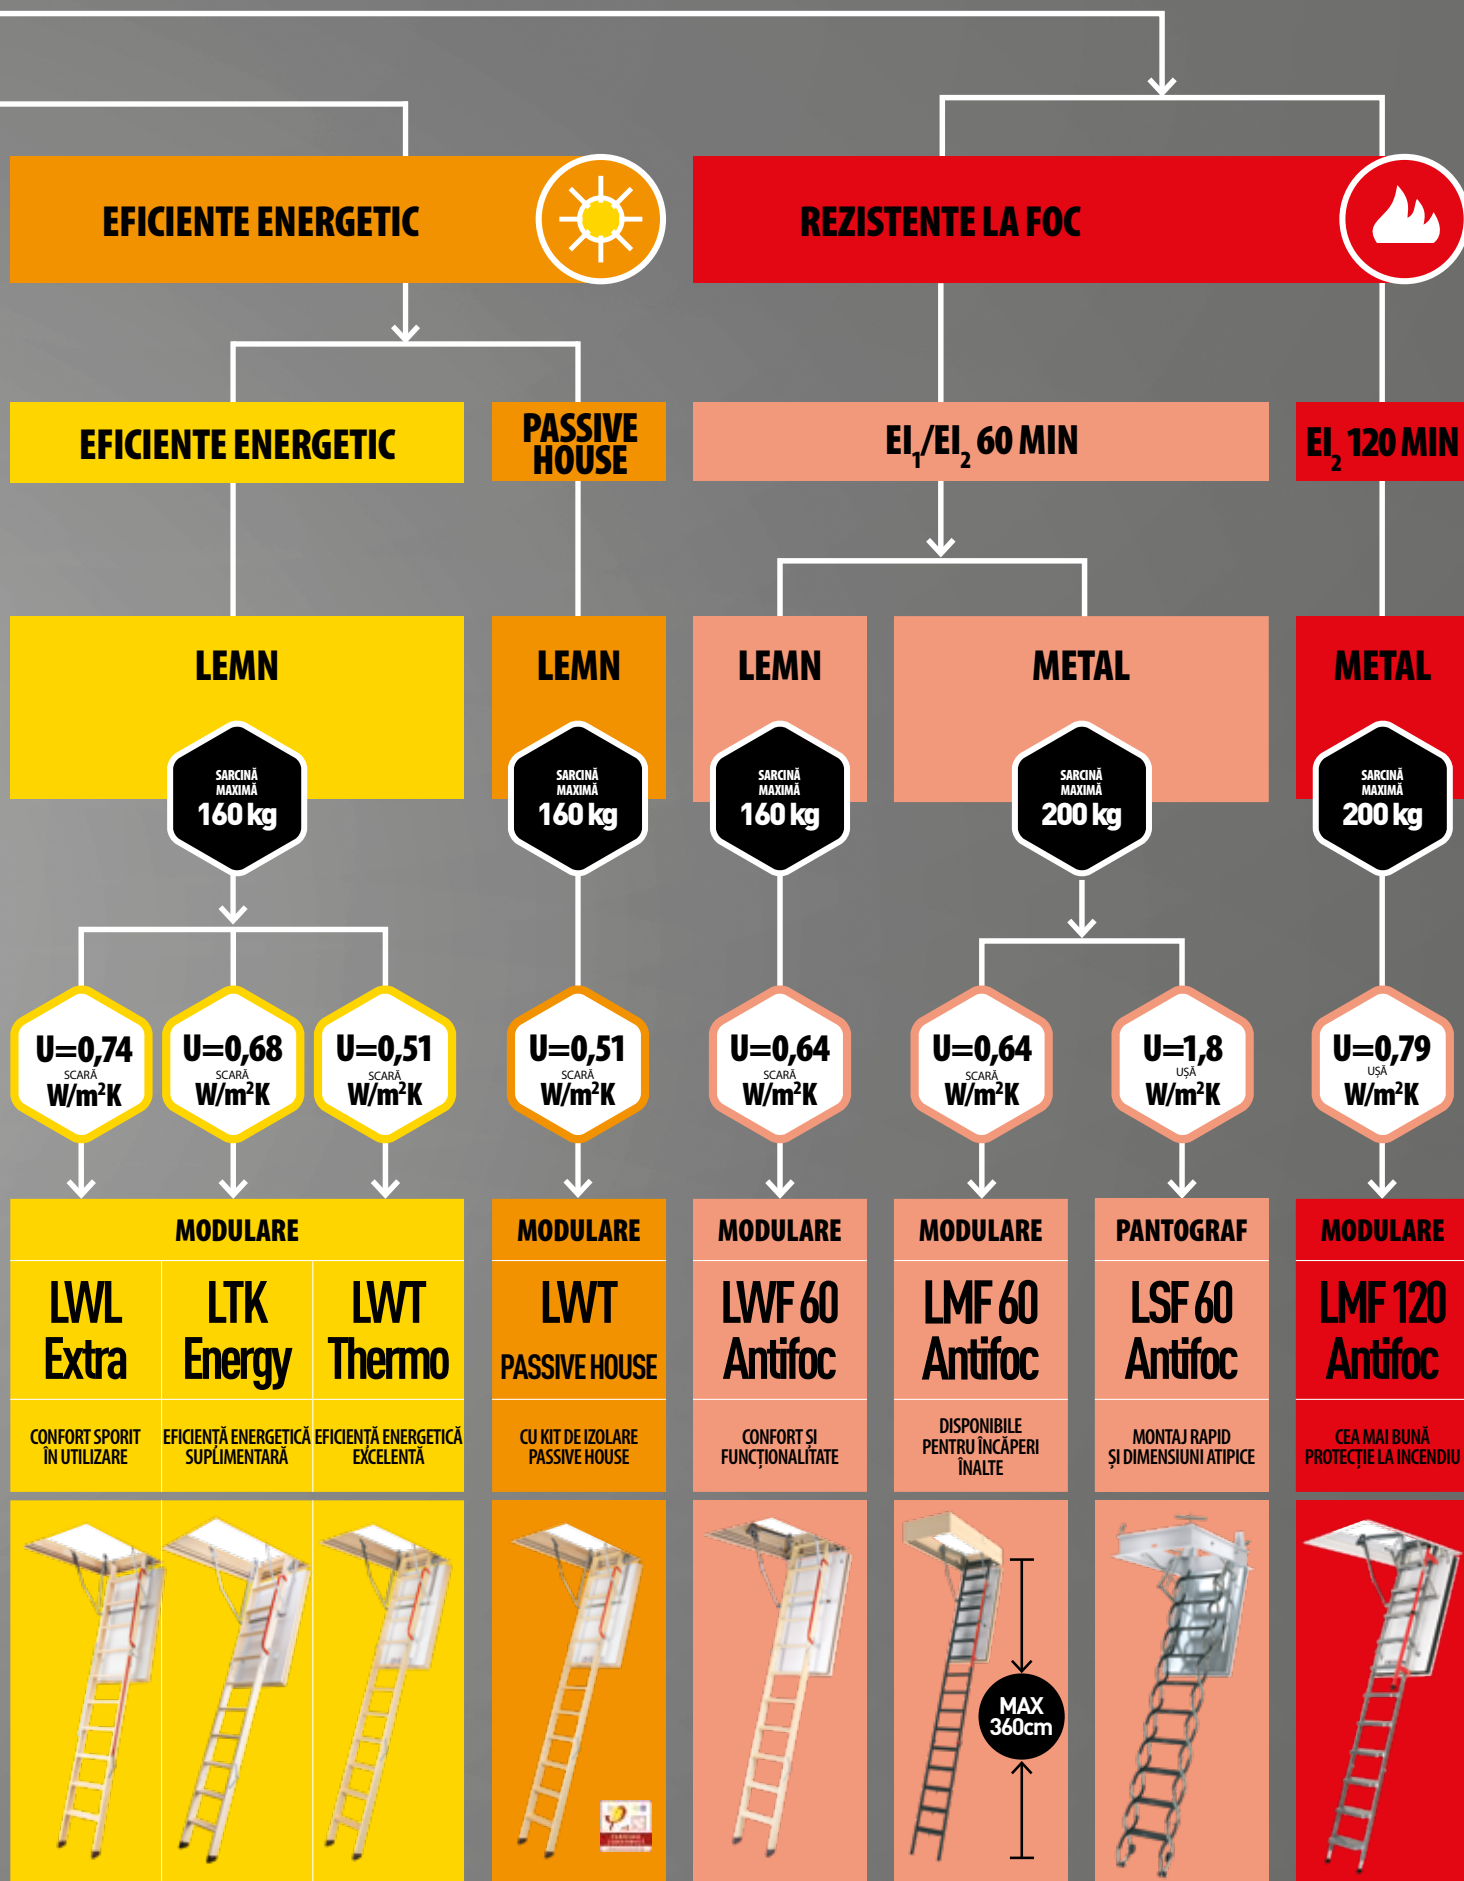 EFICIENTE ENERGETIC
REZISTENTE LA FOC
EFICIENTE ENERGETIC
PASSIVE
HOUSE
EI₁/EI₂ 60 MIN
EI₂ 120 MIN
LEMN
LEMN
LEMN
METAL
METAL
SARCINĂ
MAXIMĂ
160 kg
SARCINĂ
MAXIMĂ
160 kg
SARCINĂ
MAXIMĂ
160 kg
SARCINĂ
MAXIMĂ
200 kg
SARCINĂ
MAXIMĂ
200 kg
U=0,74
SCARĂ
W/m²K
U=0,68
SCARĂ
W/m²K
U=0,51
SCARĂ
W/m²K
U=0,51
SCARĂ
W/m²K
U=0,64
SCARĂ
W/m²K
U=0,64
SCARĂ
W/m²K
U=1,8
UȘĂ
W/m²K
U=0,79
UȘĂ
W/m²K
MODULARE
LWL
Extra
CONFORT SPORIT
ÎN UTILIZARE
LTK
Energy
EFICIENȚĂ ENERGETICĂ
SUPLIMENTARĂ
LWT
Thermo
EFICIENȚĂ ENERGETICĂ
EXCELENTĂ
MODULARE
LWT
PASSIVE HOUSE
CU KIT DE IZOLARE
PASSIVE HOUSE
MODULARE
LWF 60
Antifoc
CONFORT ȘI
FUNCȚIONALITATE
MODULARE
LMF 60
Antifoc
DISPONIBILE
PENTRU ÎNCĂPERI
ÎNALTE
PANTOGRAF
LSF 60
Antifoc
MONTAJ RAPID
ȘI DIMENSIUNI ATIPICE
MODULARE
LMF 120
Antifoc
CEA MAI BUNĂ
PROTECȚIE LA INCENDIU
MAX
360cm